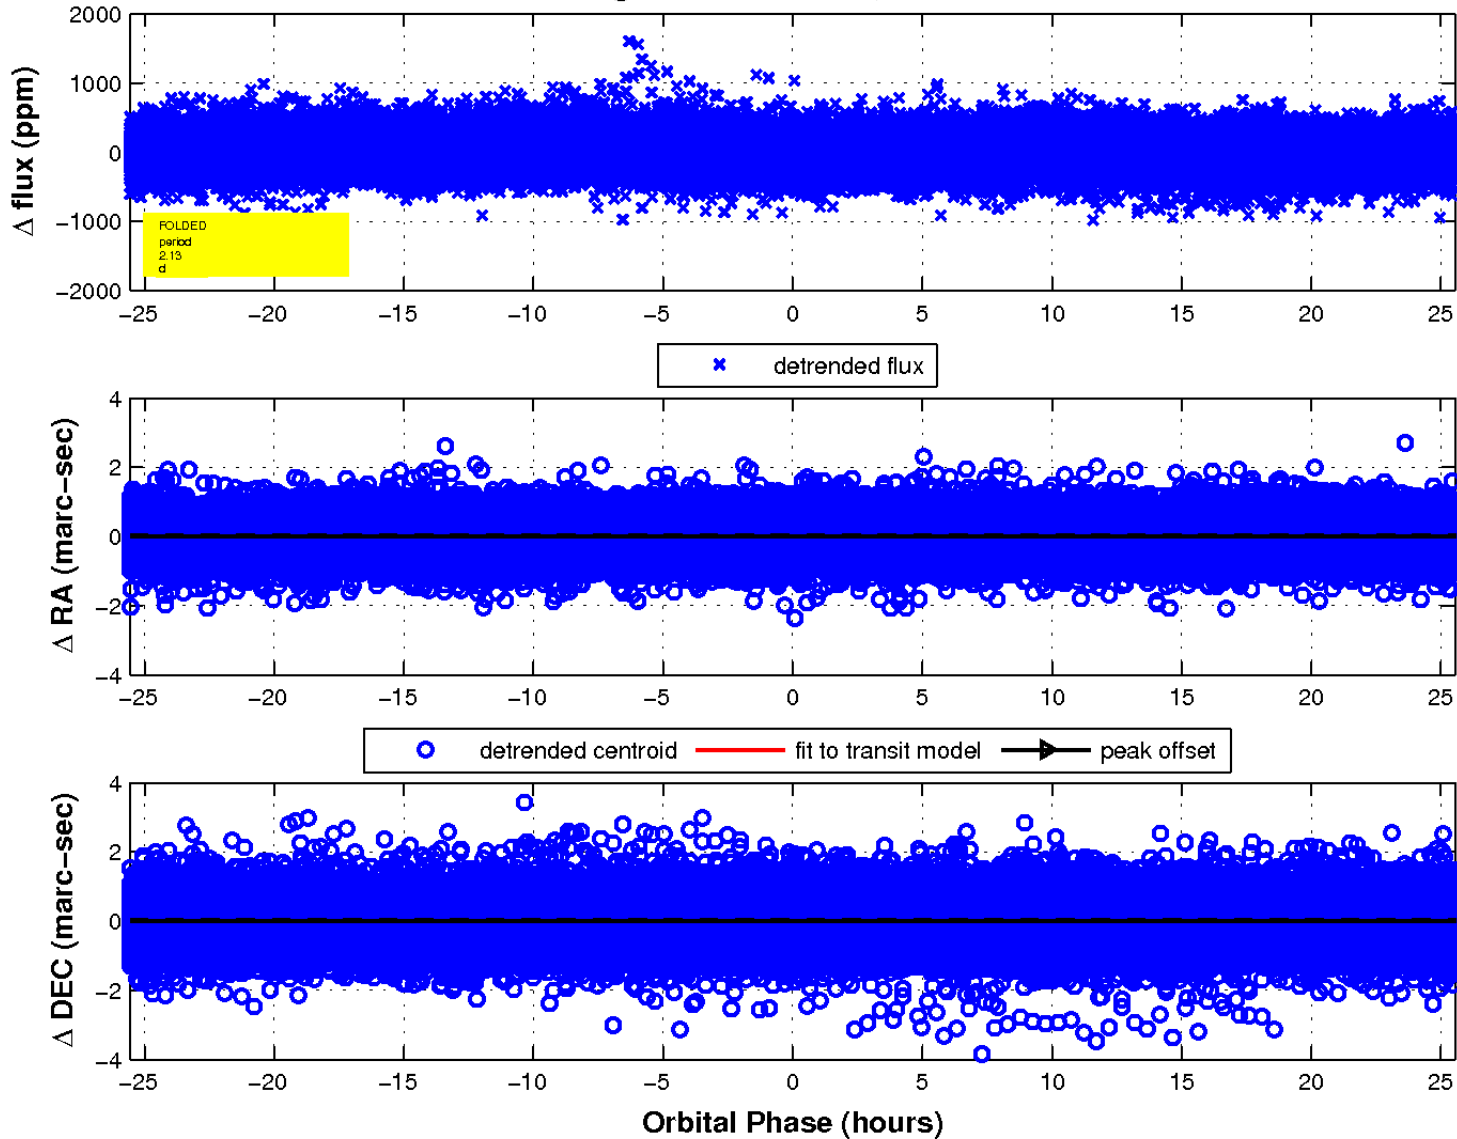 2000
1000
0
−1000
−2000
Δ flux (ppm)
FOLDED
period
2.13
d
−25 −20 −15 −10 −5 0 5 10 15 20 25
detrended flux
4
2
0
−2
−4
Δ RA (marc−sec)
−25 −20 −15 −10 −5 0 5 10 15 20 25
detrended centroid fit to transit model peak offset
4
2
0
−2
−4
Δ DEC (marc−sec)
−25 −20 −15 −10 −5 0 5 10 15 20 25
Orbital Phase (hours)